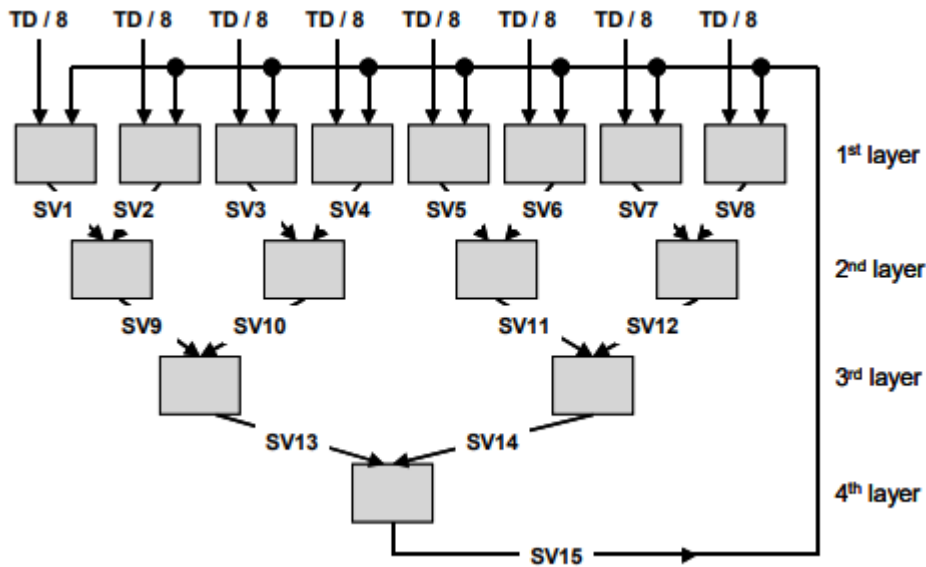 TD / 8 TD / 8 TD / 8 TD / 8 TD / 8 TD / 8 TD / 8 TD / 8
1st layer
SV1 SV2 SV3 SV4 SV5 SV6 SV7 SV8
2nd layer
SV9 SV10 SV11 SV12
3rd layer
SV13 SV14
4th layer
SV15